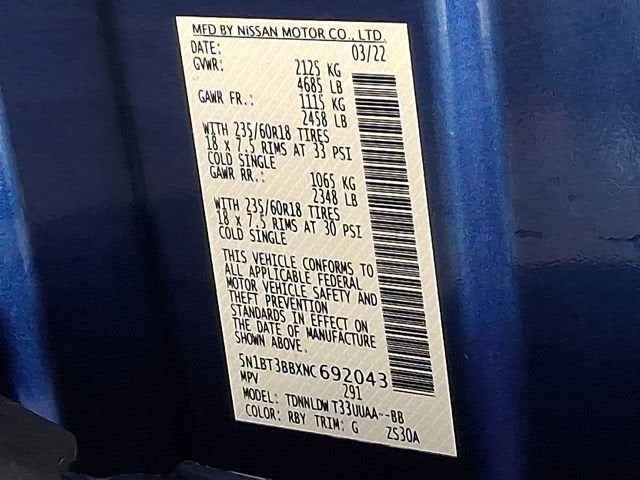 MFD BY NISSAN MOTOR CO., LTD.
DATE: 03/22
GVWR: 2125 KG
4685 LB
GAWR FR.: 1115 KG
2458 LB
WITH 235/60R18 TIRES
18 x 7.5 RIMS AT 33 PSI
COLD SINGLE
GAWR RR.: 1065 KG
2348 LB
WITH 235/60R18 TIRES
18 x 7.5 RIMS AT 30 PSI
COLD SINGLE
THIS VEHICLE CONFORMS TO
ALL APPLICABLE FEDERAL
MOTOR VEHICLE SAFETY AND
THEFT PREVENTION
STANDARDS IN EFFECT ON
THE DATE OF MANUFACTURE
SHOWN ABOVE.
5N1BT3BBXNC692043
MPV 291
MODEL: TDNNLDW T33UUAA--BB
COLOR: RBY TRIM: G ZS30A